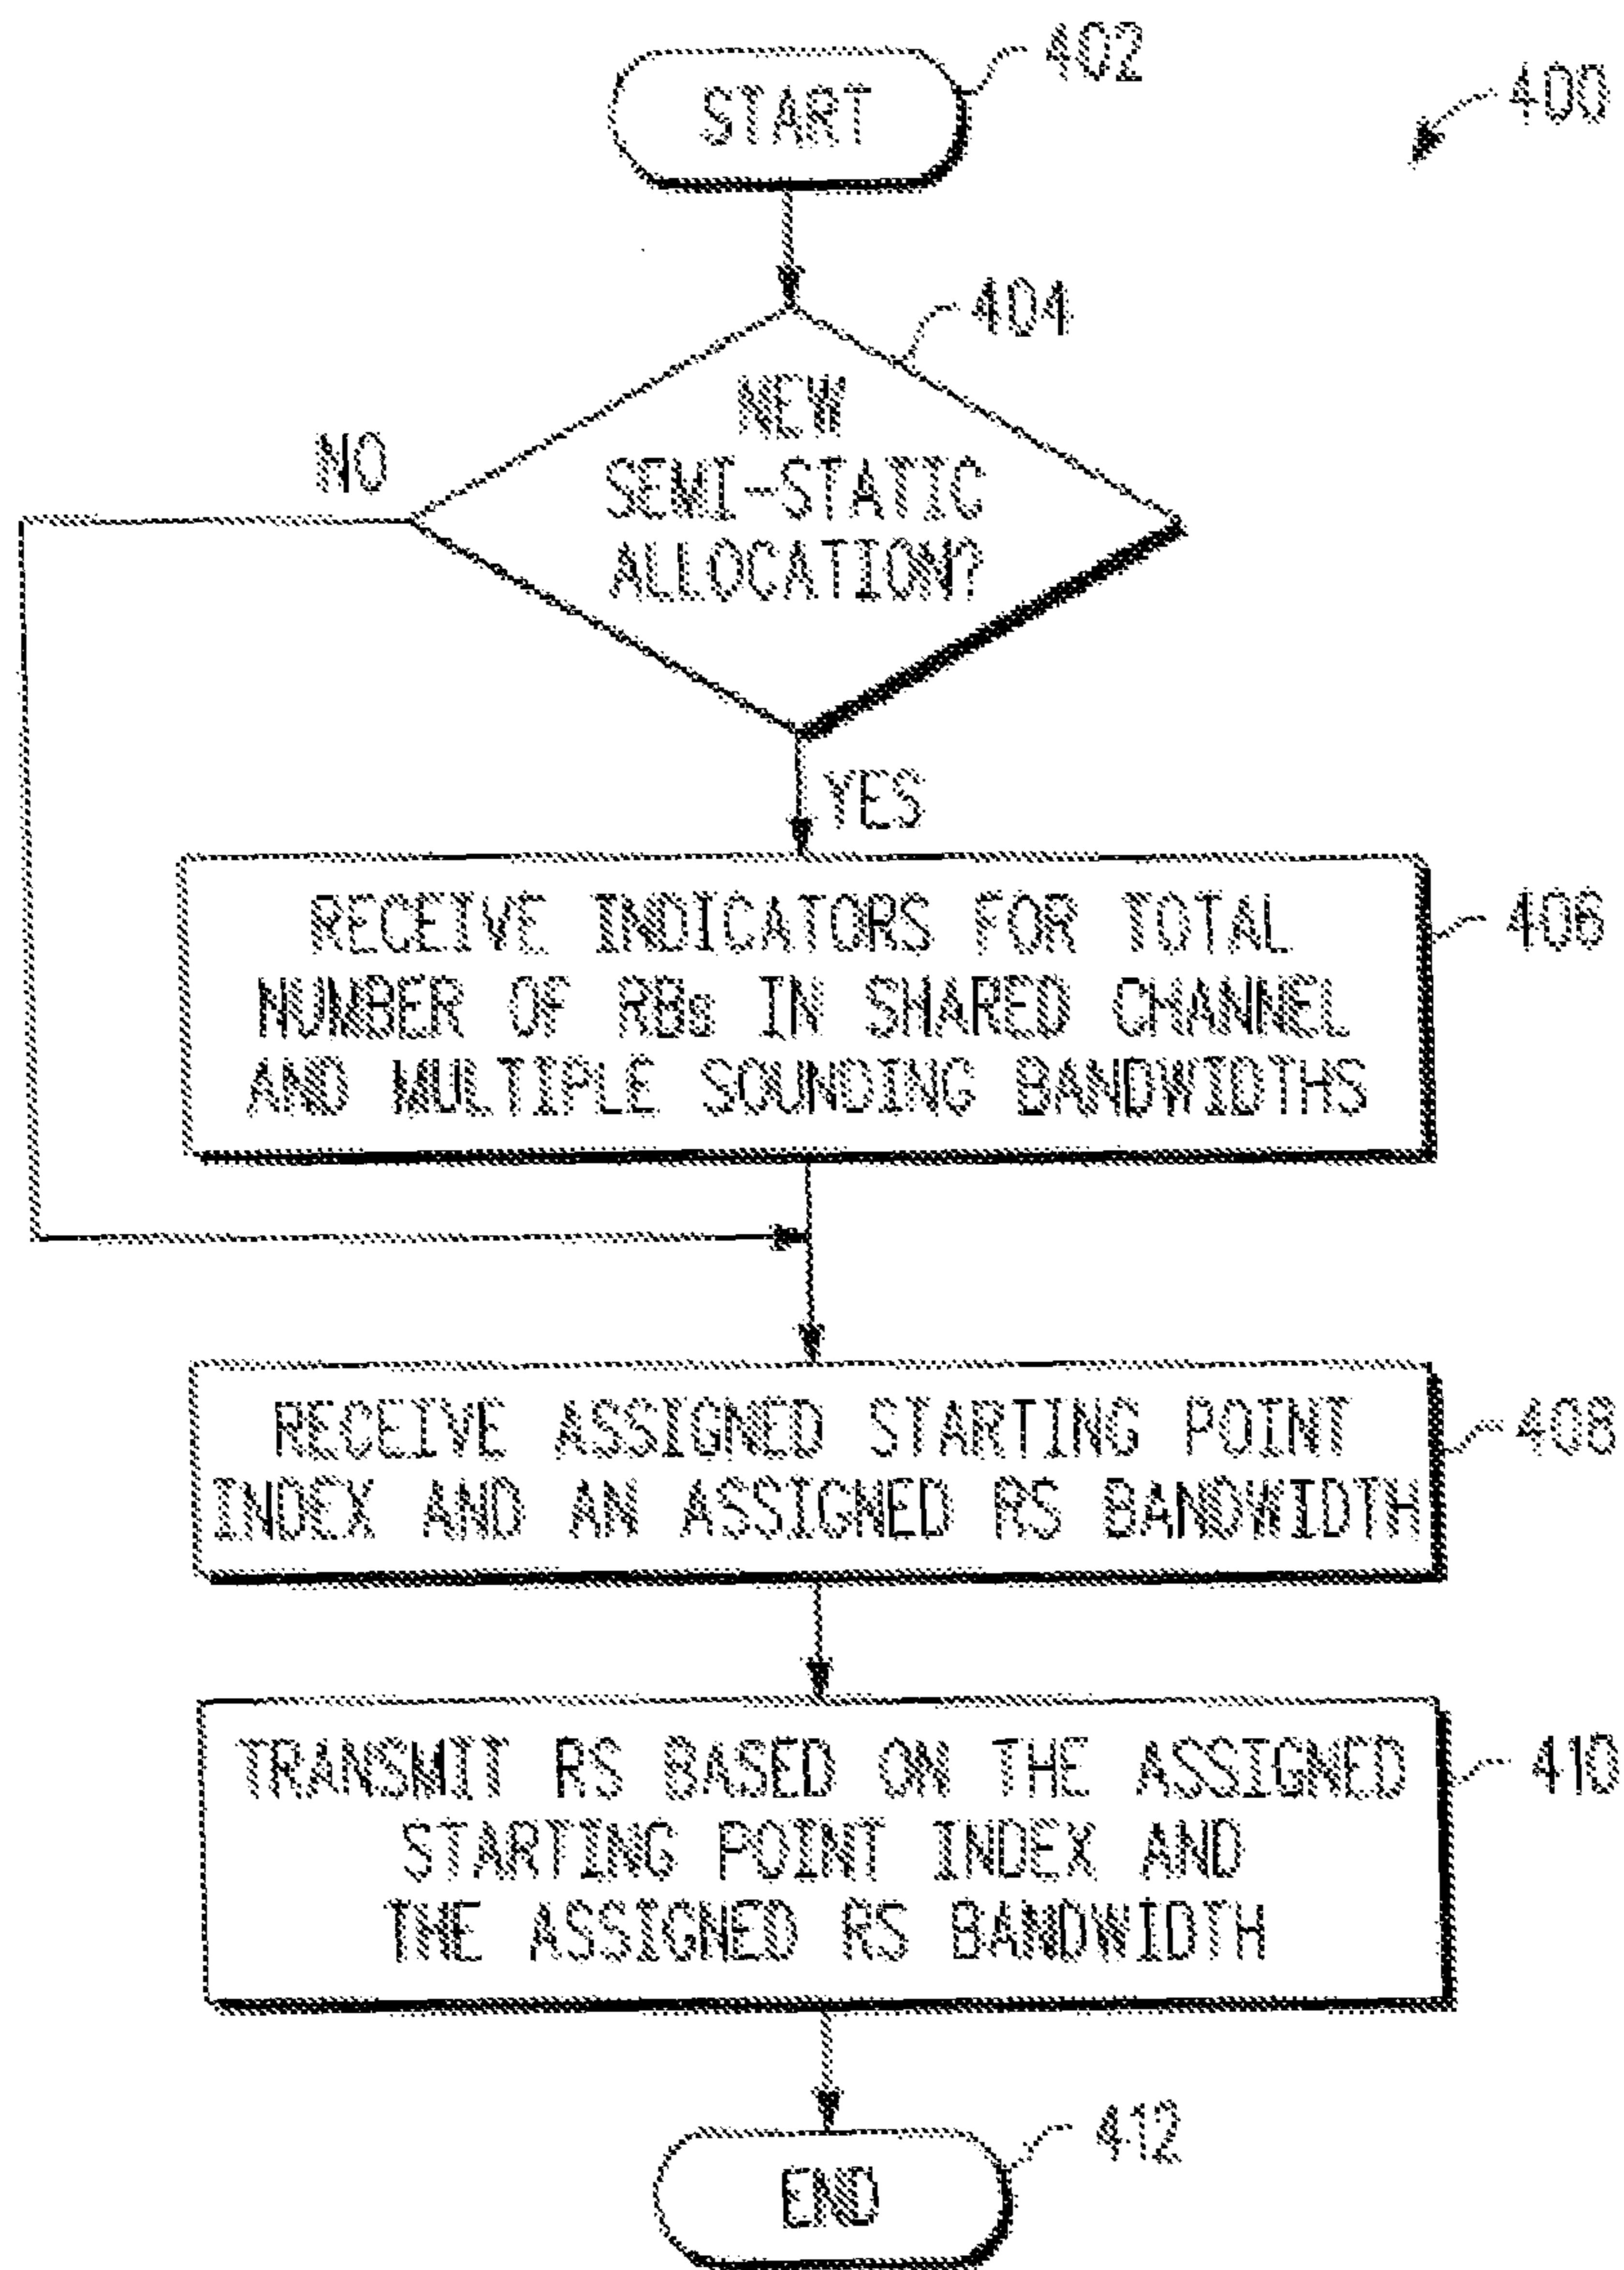 402
START
400
404
NEW
SEMI-STATIC
ALLOCATION?
NO
YES
RECEIVE INDICATORS FOR TOTAL
NUMBER OF RBs IN SHARED CHANNEL
AND MULTIPLE SOUNDING BANDWIDTHS
406
RECEIVE ASSIGNED STARTING POINT
INDEX AND AN ASSIGNED RS BANDWIDTH
408
TRANSMIT RS BASED ON THE ASSIGNED
STARTING POINT INDEX AND
THE ASSIGNED RS BANDWIDTH
410
412
END